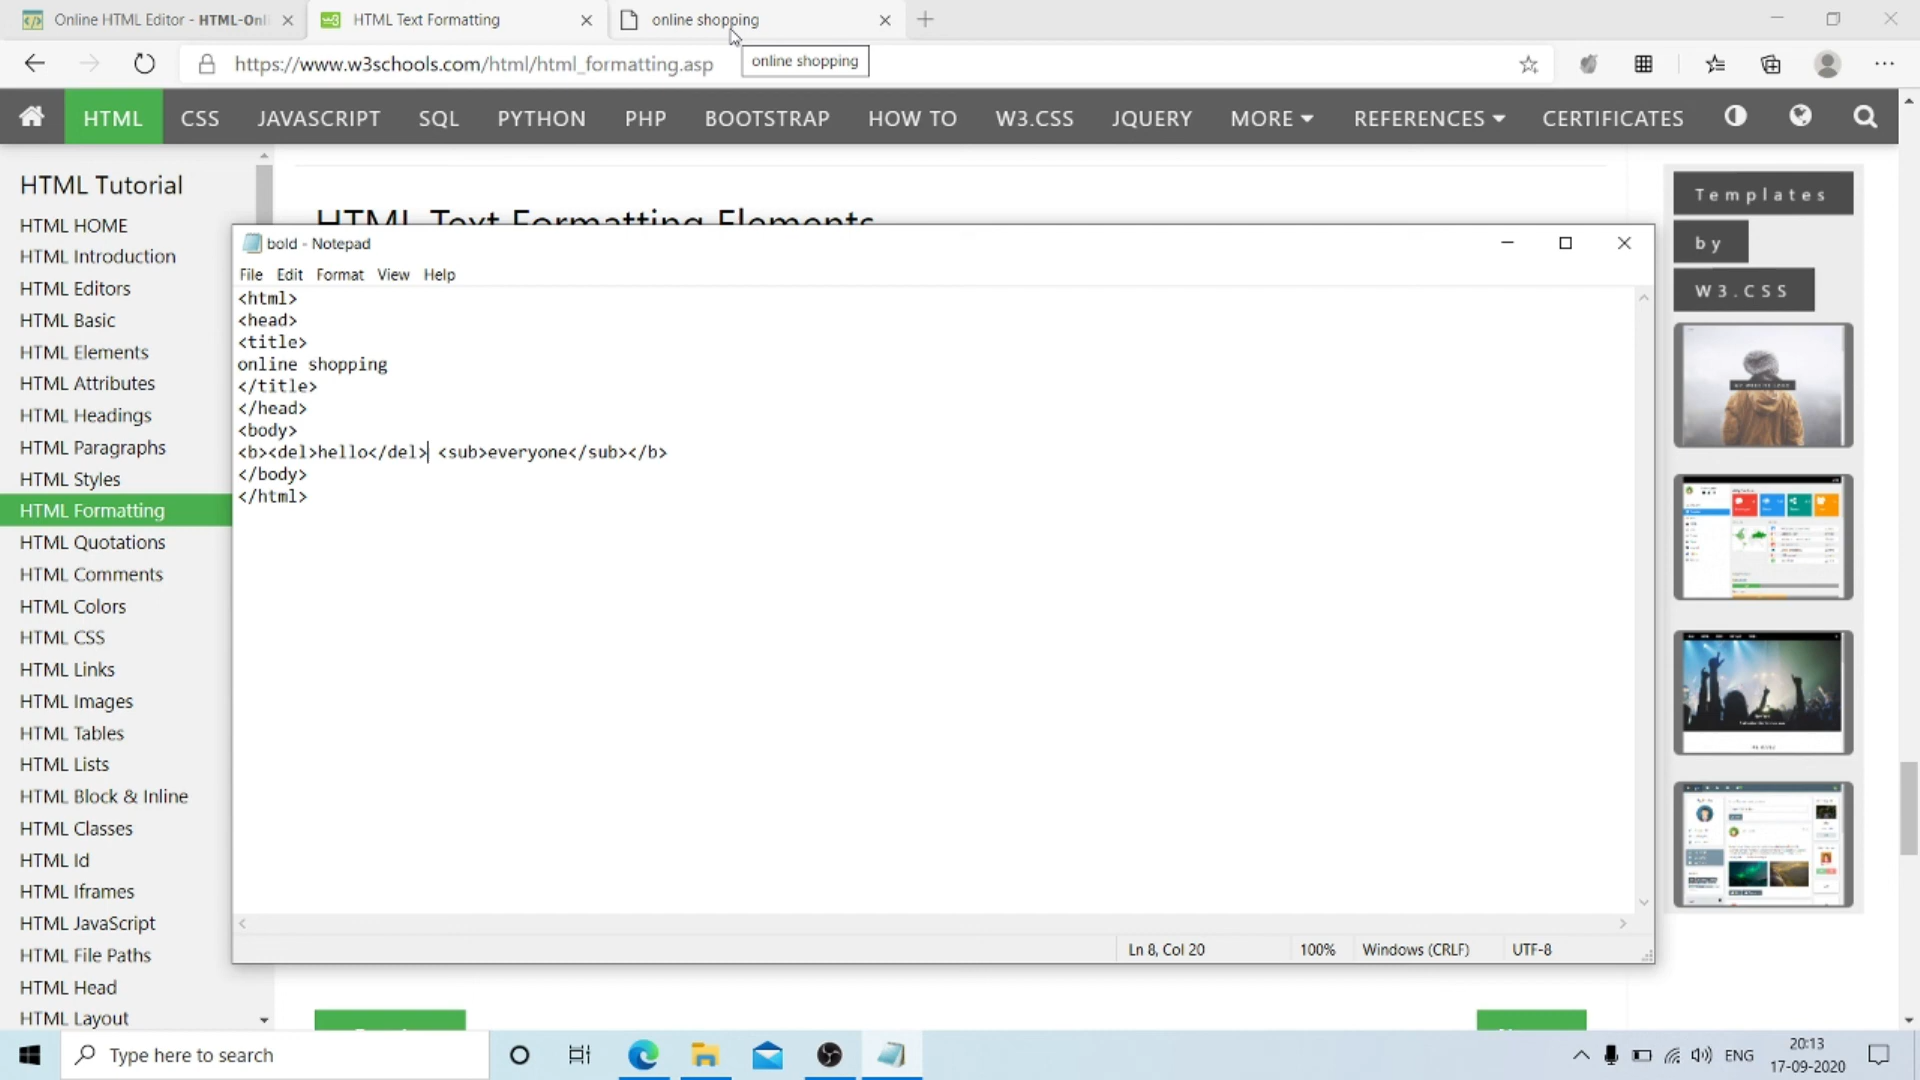 Online HTML Editor - HTML-Onl
HTML Text Formatting
online shopping
https://www.w3schools.com/html/html_formatting.asp
online shopping
HTML
CSS
JAVASCRIPT
SQL
PYTHON
PHP
BOOTSTRAP
HOW TO
W3.CSS
JQUERY
MORE
REFERENCES
CERTIFICATES
HTML Tutorial
HTML HOME
HTML Introduction
HTML Editors
HTML Basic
HTML Elements
HTML Attributes
HTML Headings
HTML Paragraphs
HTML Styles
HTML Formatting
HTML Quotations
HTML Comments
HTML Colors
HTML CSS
HTML Links
HTML Images
HTML Tables
HTML Lists
HTML Block & Inline
HTML Classes
HTML Id
HTML Iframes
HTML JavaScript
HTML File Paths
HTML Head
HTML Layout
HTML Text Formatting Elements
bold - Notepad
File Edit Format View Help
<html>
<head>
<title>
online shopping
</title>
</head>
<body>
<b><del>hello</del> <sub>everyone</sub></b>
</body>
</html>
Ln 8, Col 20
100%
Windows (CRLF)
UTF-8
Templates
by
W3.CSS
Type here to search
ENG
20:13
17-09-2020